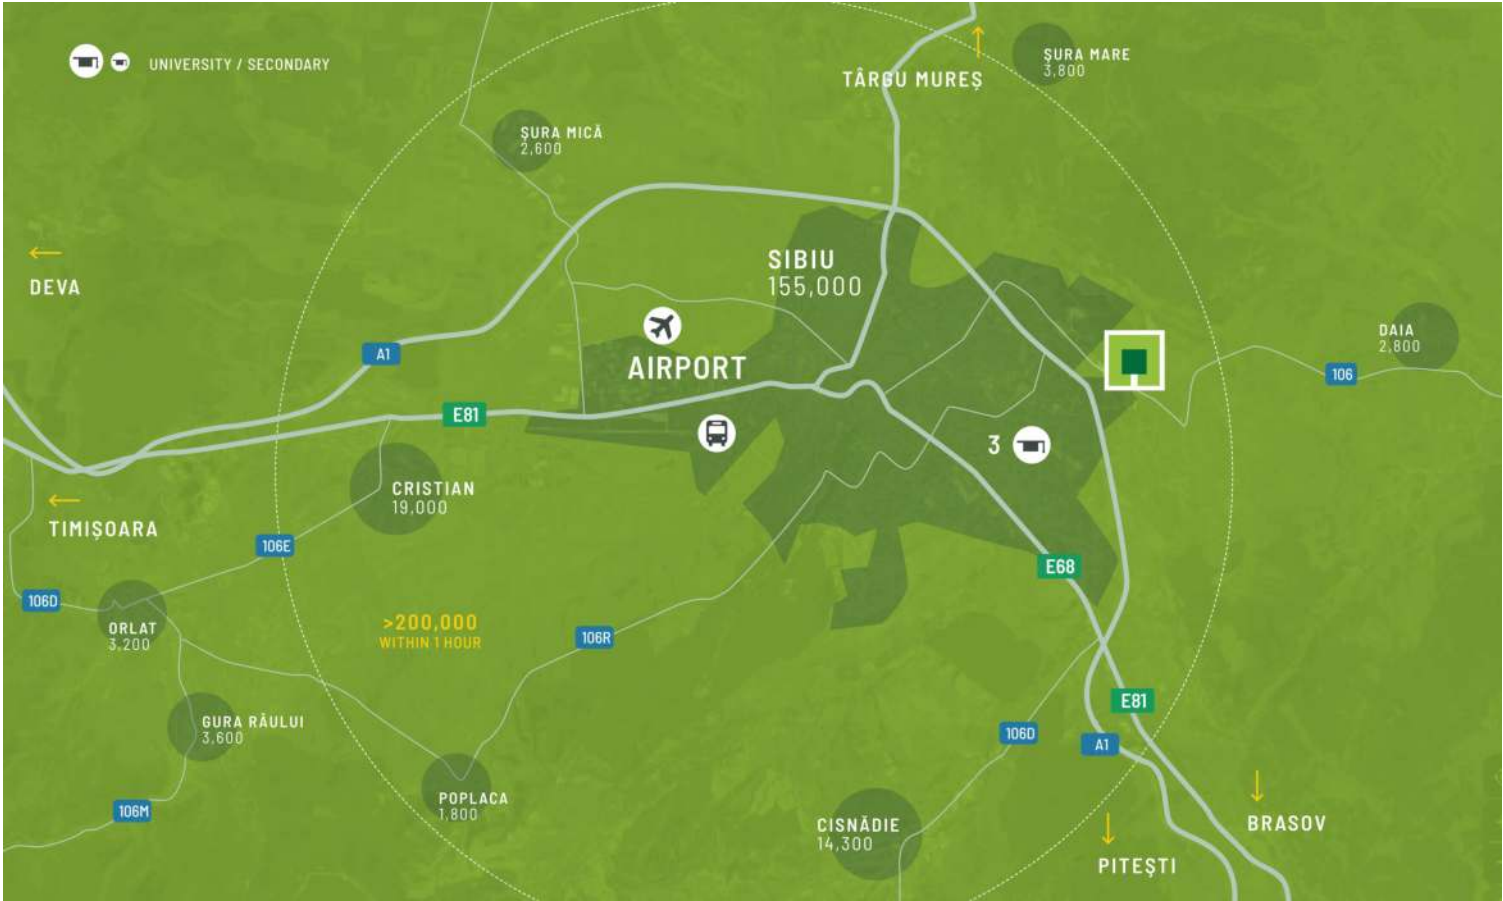 UNIVERSITY / SECONDARY
TÂRGU MUREȘ
ȘURA MARE
3,800
ȘURA MICĂ
2,600
DEVA
SIBIU
155,000
AIRPORT
A1
E81
DAIA
2,800
106
3
CRISTIAN
19,000
TIMIȘOARA
106E
E68
106D
ORLAT
3,200
>200,000
WITHIN 1 HOUR
106R
E81
GURA RÂULUI
3,600
106D
A1
106M
POPLACA
1,800
CISNĂDIE
14,300
BRASOV
PITEȘTI